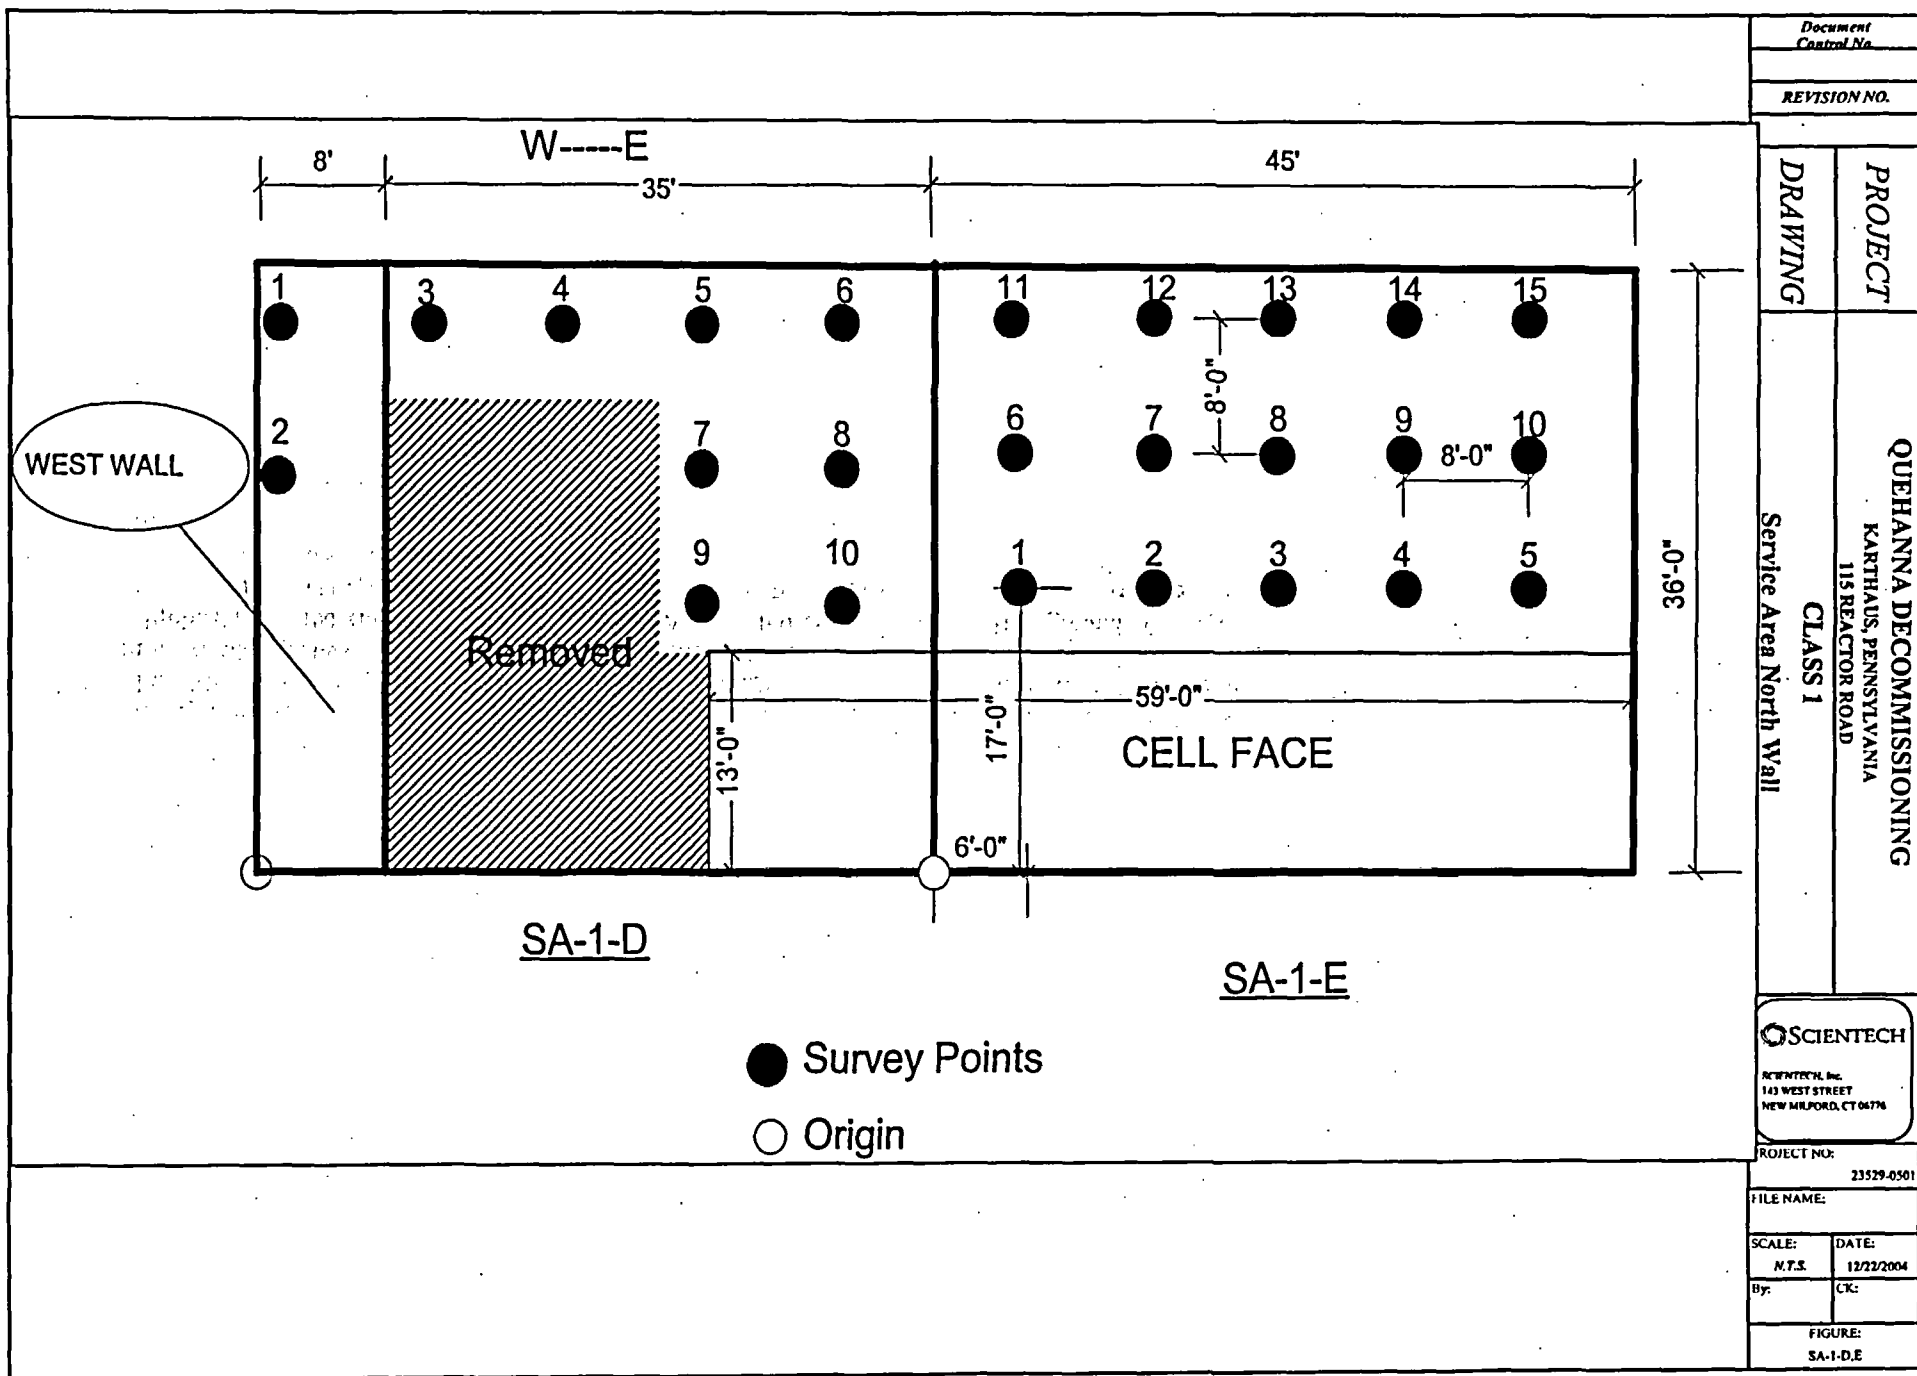 Document
Control No.
REVISION NO.
PROJECT
DRAWING
QUEHANNA DECOMMISSIONING
KARTHAUS, PENNSYLVANIA
115 REACTOR ROAD
CLASS 1
Service Area North Wall
W-----E
8'
35'
45'
1
3
4
5
6
11
12
13
14
15
8'-0"
2
7
8
6
7
8
9
10
8'-0"
WEST WALL
9
10
1
2
3
4
5
36'-0"
Removed
59'-0"
13'-0"
17'-0"
CELL FACE
6'-0"
SA-1-D
SA-1-E
Survey Points
Origin
SCIENTECH
SCIENTECH, Inc.
143 WEST STREET
NEW MILFORD, CT 06776
ROJECT NO:
23529-0501
FILE NAME:
SCALE:
N.T.S.
DATE:
12/22/2004
By:
CK:
FIGURE:
SA-1-D,E